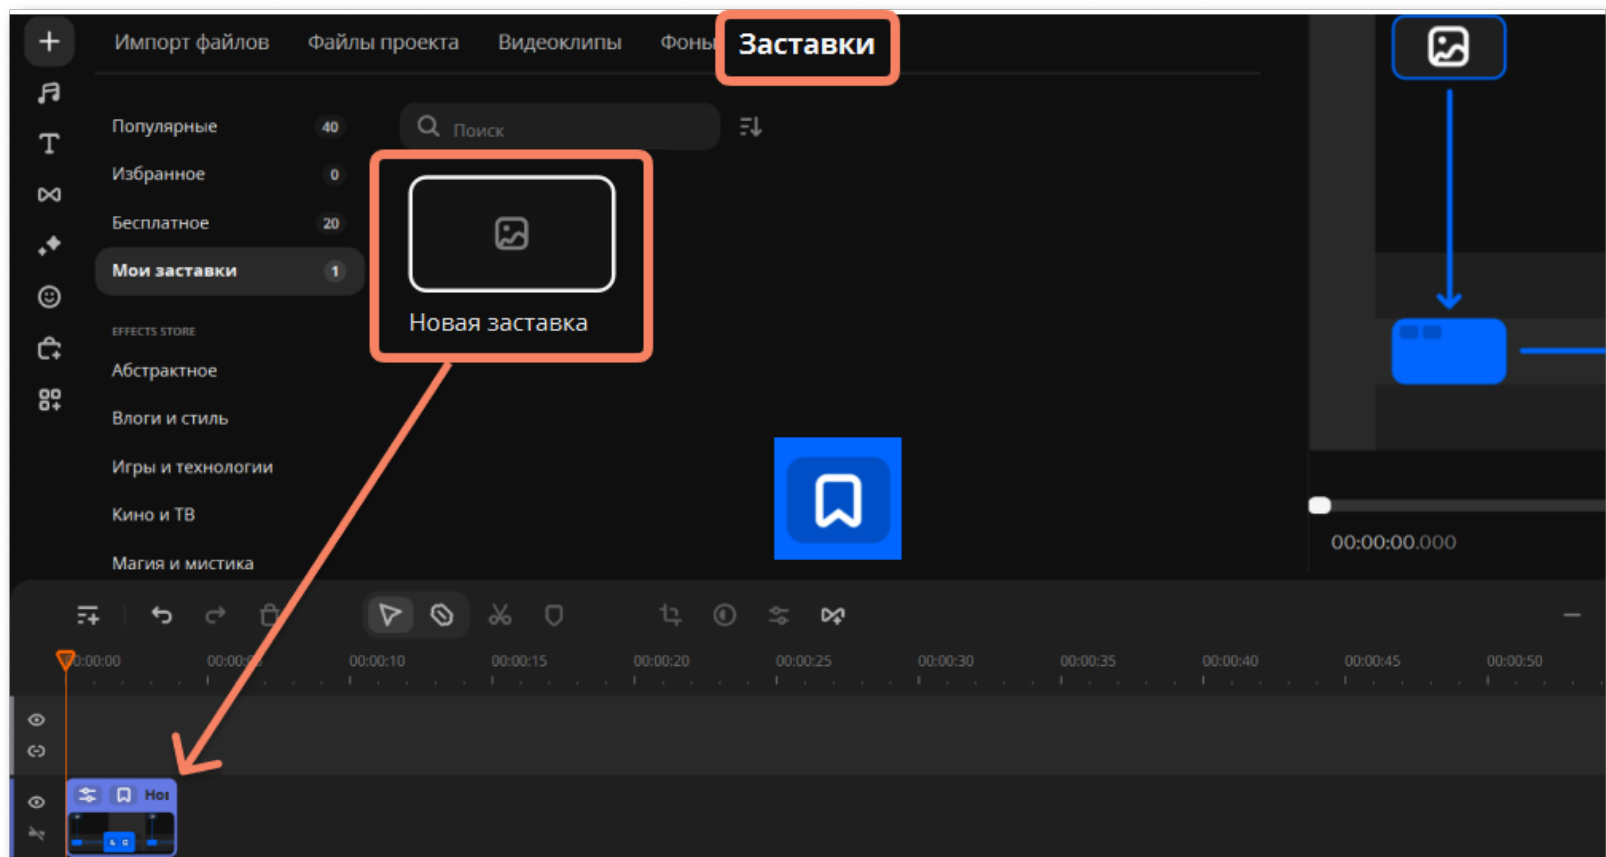 Импорт файлов Файлы проекта Видеоклипы Фоны Заставки
Популярные 40
Поиск
Избранное 0
Бесплатное 20
Мои заставки 1
Новая заставка
EFFECTS STORE
Абстрактное
Влоги и стиль
Игры и технологии
Кино и ТВ
Магия и мистика
00:00:00.000
00:00:10 00:00:15 00:00:20 00:00:25 00:00:30 00:00:35 00:00:40 00:00:45 00:00:50